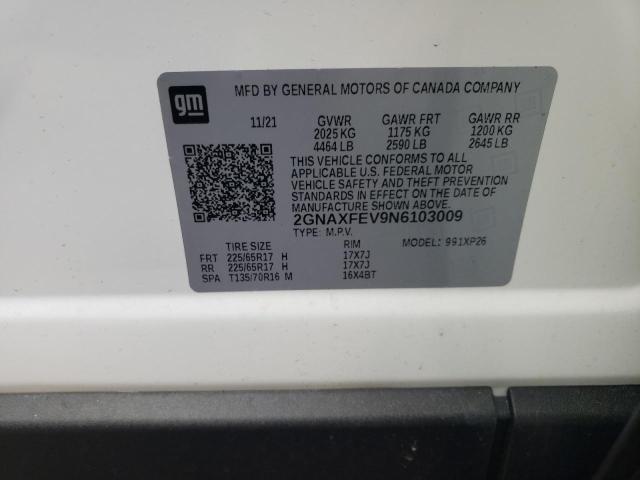 gm
MFD BY GENERAL MOTORS OF CANADA COMPANY
11/21 GVWR GAWR FRT GAWR RR
2025 KG 1175 KG 1200 KG
4464 LB 2590 LB 2645 LB
THIS VEHICLE CONFORMS TO ALL
APPLICABLE U.S. FEDERAL MOTOR
VEHICLE SAFETY AND THEFT PREVENTION
STANDARDS IN EFFECT ON THE DATE OF
2GNAXFEV9N6103009
TYPE: M.P.V. MODEL: 991XP26
TIRE SIZE RIM
FRT 225/65R17 H 17X7J
RR 225/65R17 H 17X7J
SPA T135/70R16 M 16X4BT